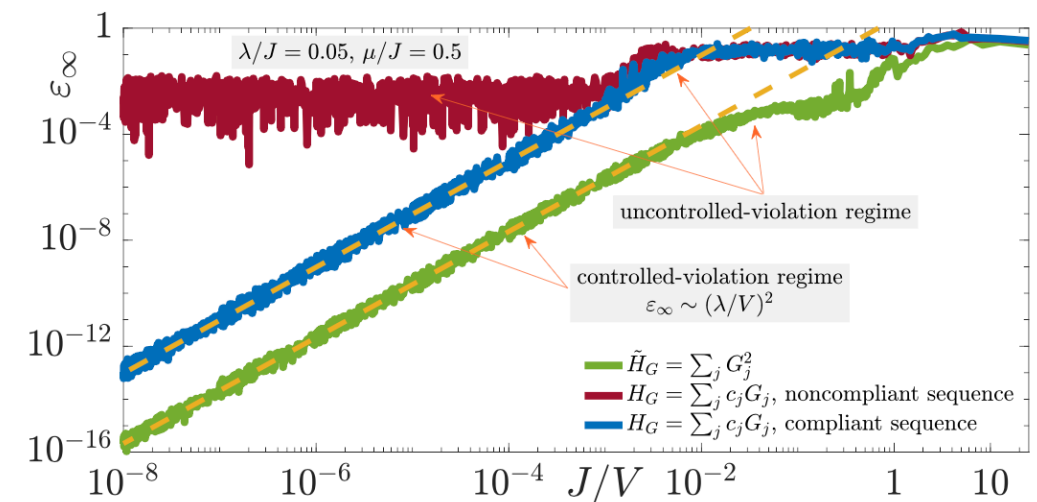 1
λ/J = 0.05, μ/J = 0.5
ε∞
10⁻⁴
uncontrolled-violation regime
10⁻⁸
controlled-violation regime
ε∞ ∼ (λ/V)²
10⁻¹²
H̃_G = ∑_j G_j²
H_G = ∑_j c_j G_j, noncompliant sequence
H_G = ∑_j c_j G_j, compliant sequence
10⁻¹⁶
10⁻⁸ 10⁻⁶ 10⁻⁴ J/V 10⁻² 1 10